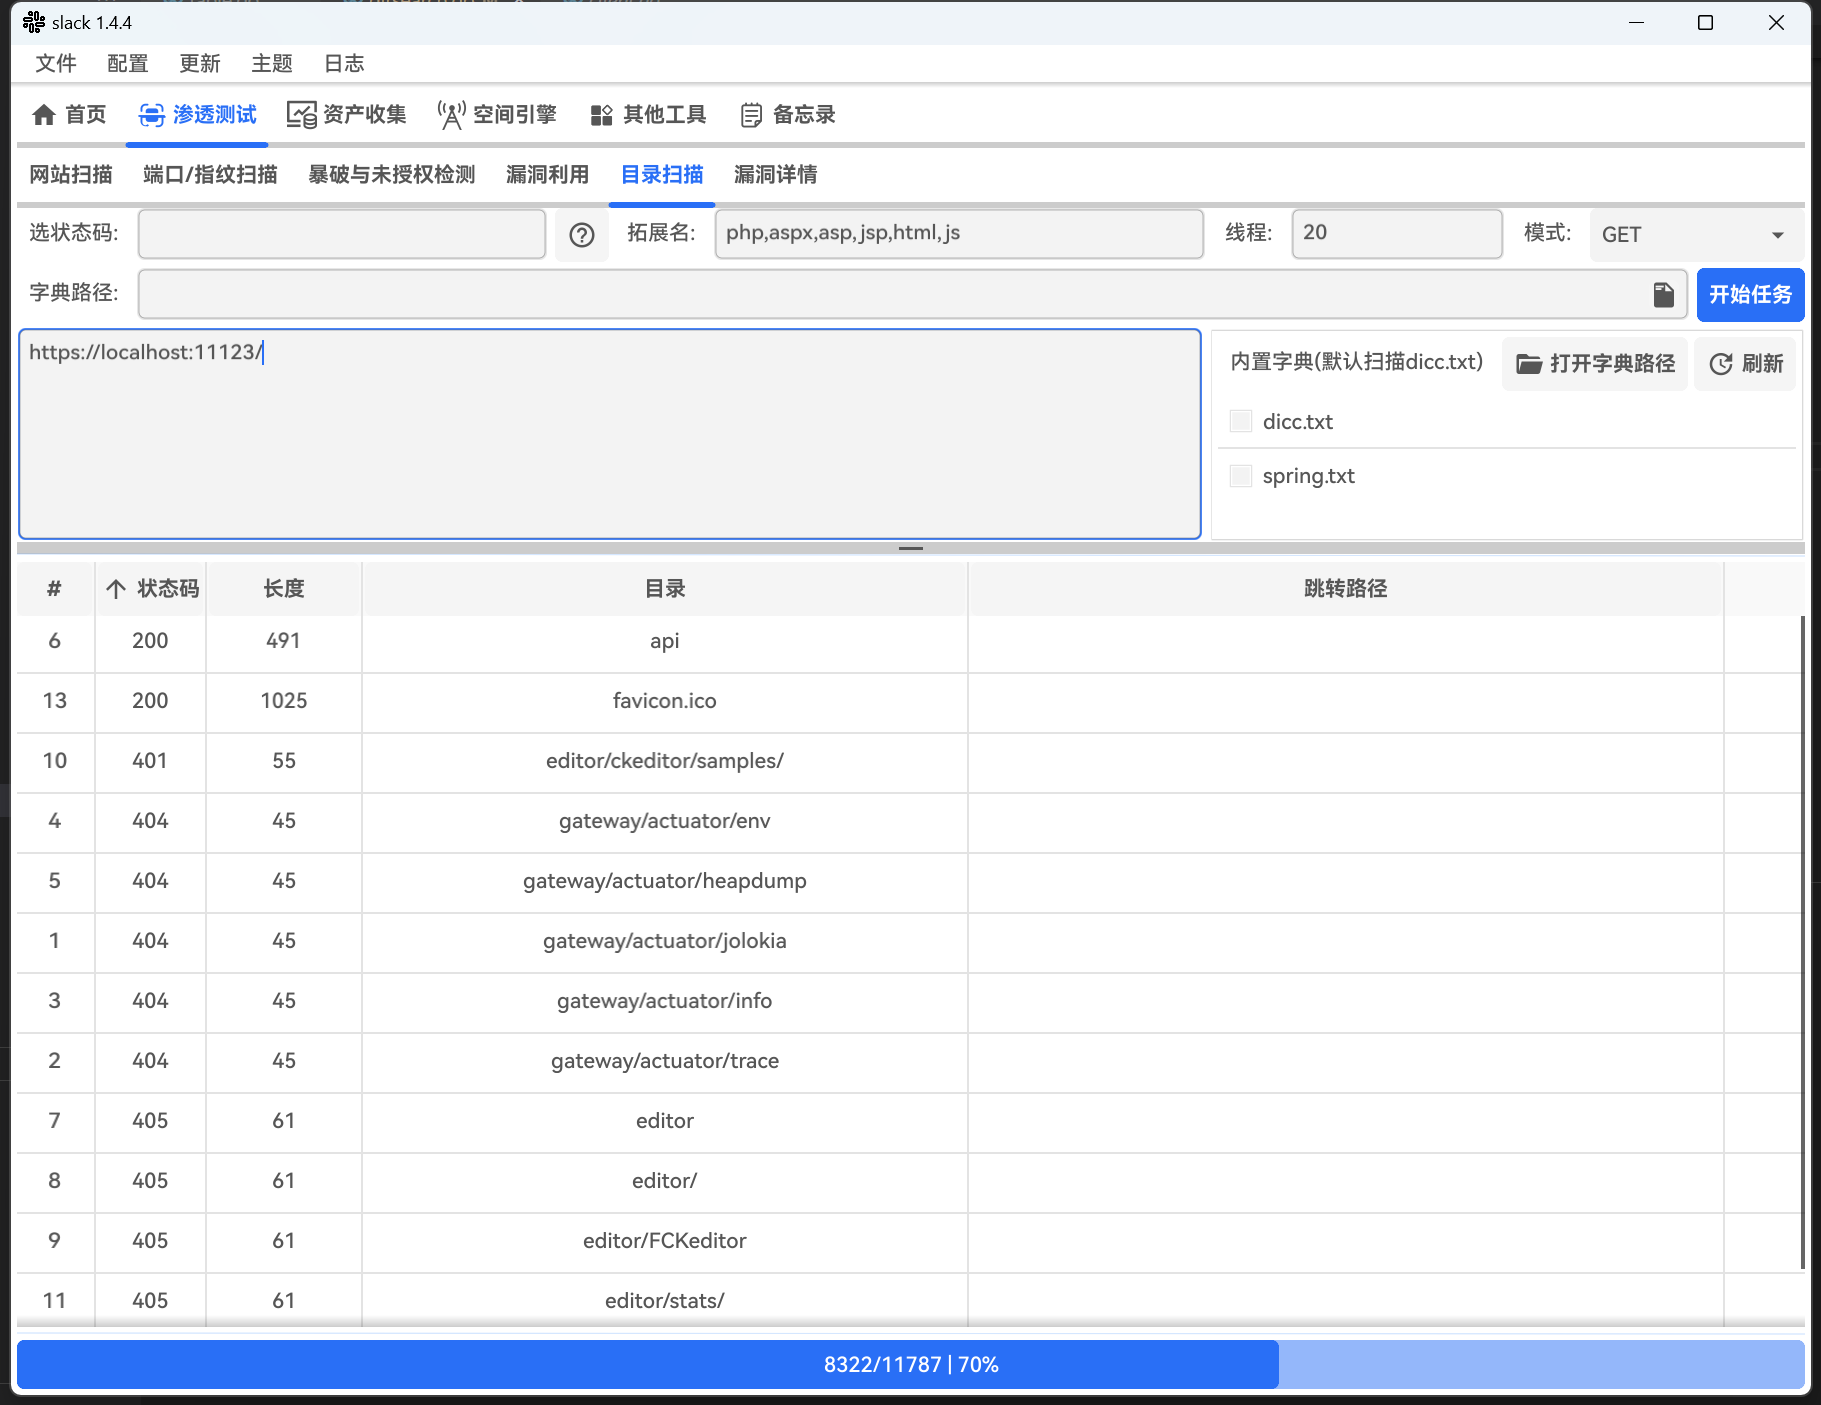 slack 1.4.4
文件 配置 更新 主题 日志
首页 渗透测试 资产收集 空间引擎 其他工具 备忘录
网站扫描 端口/指纹扫描 暴破与未授权检测 漏洞利用 目录扫描 漏洞详情
选状态码: 拓展名: php,aspx,asp,jsp,html,js 线程: 20 模式: GET
字典路径: 开始任务
https://localhost:11123/
内置字典(默认扫描dicc.txt) 打开字典路径 刷新
dicc.txt
spring.txt
# 状态码 长度 目录 跳转路径
6 200 491 api
13 200 1025 favicon.ico
10 401 55 editor/ckeditor/samples/
4 404 45 gateway/actuator/env
5 404 45 gateway/actuator/heapdump
1 404 45 gateway/actuator/jolokia
3 404 45 gateway/actuator/info
2 404 45 gateway/actuator/trace
7 405 61 editor
8 405 61 editor/
9 405 61 editor/FCKeditor
11 405 61 editor/stats/
8322/11787 | 70%